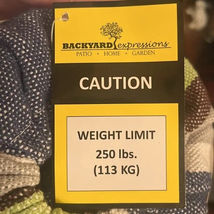 BACKYARD expressions
PATIO • HOME • GARDEN
CAUTION
WEIGHT LIMIT
250 lbs.
(113 KG)